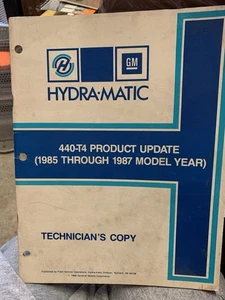 GM
HYDRA-MATIC
440-T4 PRODUCT UPDATE
(1985 THROUGH 1987 MODEL YEAR)
TECHNICIAN'S COPY